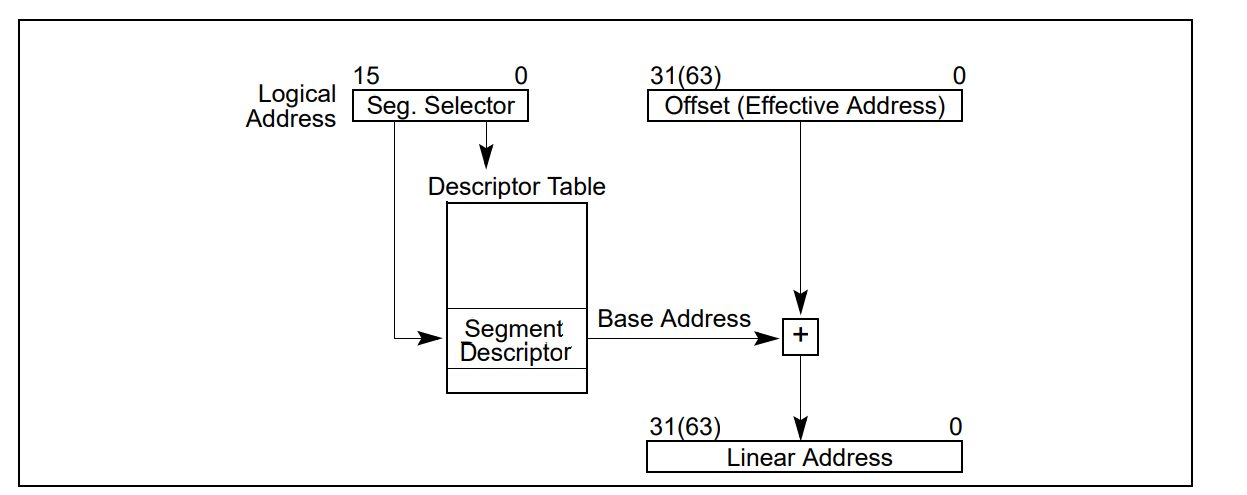 15 0
31(63) 0
Logical
Address
Seg. Selector
Offset (Effective Address)
Descriptor Table
Segment
Descriptor
Base Address
+
31(63) 0
Linear Address